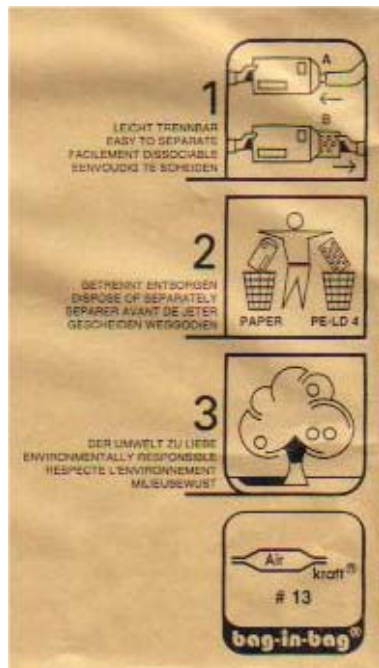 1
A
B
LEICHT TRENNBAR
EASY TO SEPARATE
FACILEMENT DISSOCIABLE
EENVOUDIG TE SCHEIDEN
2
GETRENNT ENTSORGEN
DISPOSE OF SEPARATELY
SEPARER AVANT DE JETER
GESCHEIDEN WEGGOOIEN
PAPER PE-LD 4
3
DER UMWELT ZU LIEBE
ENVIRONMENTALLY RESPONSIBLE
RESPECTE L'ENVIRONNEMENT
MILIEUBEWUST
Air
kraft®
# 13
bag-in-bag®